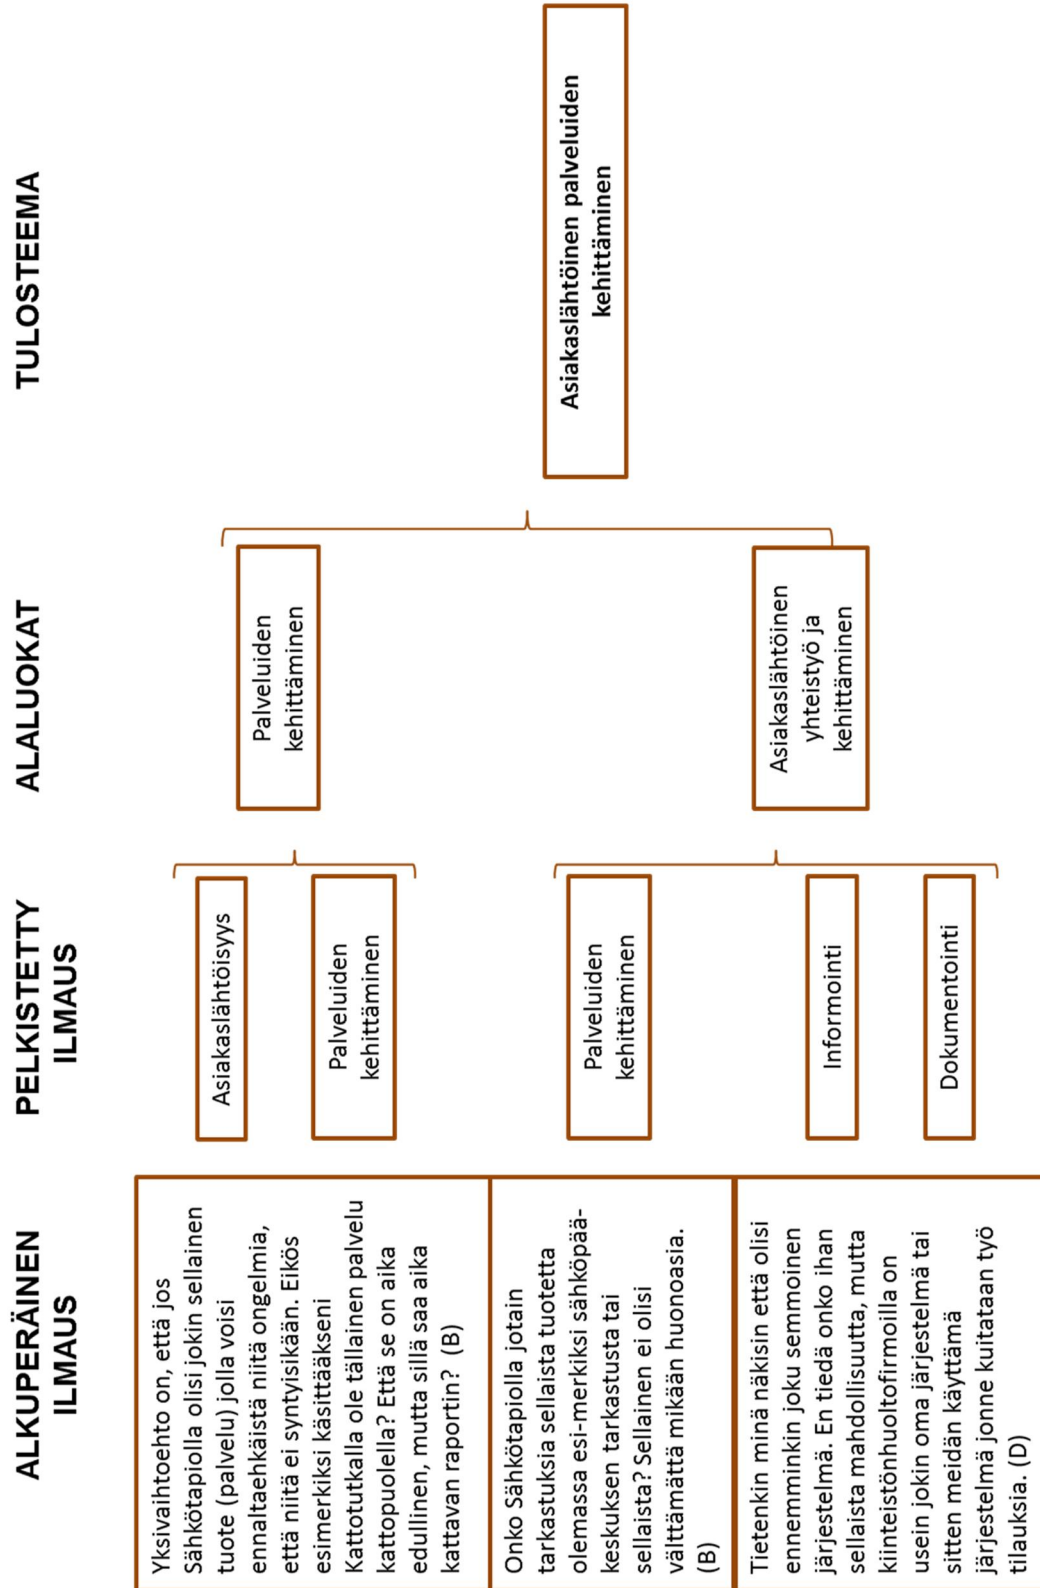 ALKUPERÄINEN
ILMAUS
PELKISTETTY
ILMAUS
ALALUOKAT
TULOSTEEMA
Yksivaihtoehto on, että jos
Sähkötapiolla olisi jokin sellainen
tuote (palvelu) jolla voisi
ennaltaehkäistä niitä ongelmia,
että niitä ei syntyisikään. Eikös
esimerkiksi käsittääkseni
Kattotutkalla ole tällainen palvelu
kattopuolella? Että se on aika
edullinen, mutta sillä saa aika
kattavan raportin? (B)
Onko Sähkötapiolla jotain
tarkastuksia sellaista tuotetta
olemassa esi-merkiksi sähköpää-
keskuksen tarkastusta tai
sellaista? Sellainen ei olisi
välttämättä mikään huonoasia.
(B)
Tietenkin minä näkisin että olisi
ennemminkin joku semmoinen
järjestelmä. En tiedä onko ihan
sellaista mahdollisuutta, mutta
kiinteistönhuoltofirmoilla on
usein jokin oma järjestelmä tai
sitten meidän käyttämä
järjestelmä jonne kuitataan työ
tilauksia. (D)
Asiakaslähtöisyys
Palveluiden
kehittäminen
Palveluiden
kehittäminen
Informointi
Dokumentointi
Palveluiden
kehittäminen
Asiakaslähtöinen
yhteistyö ja
kehittäminen
Asiakaslähtöinen palveluiden
kehittäminen